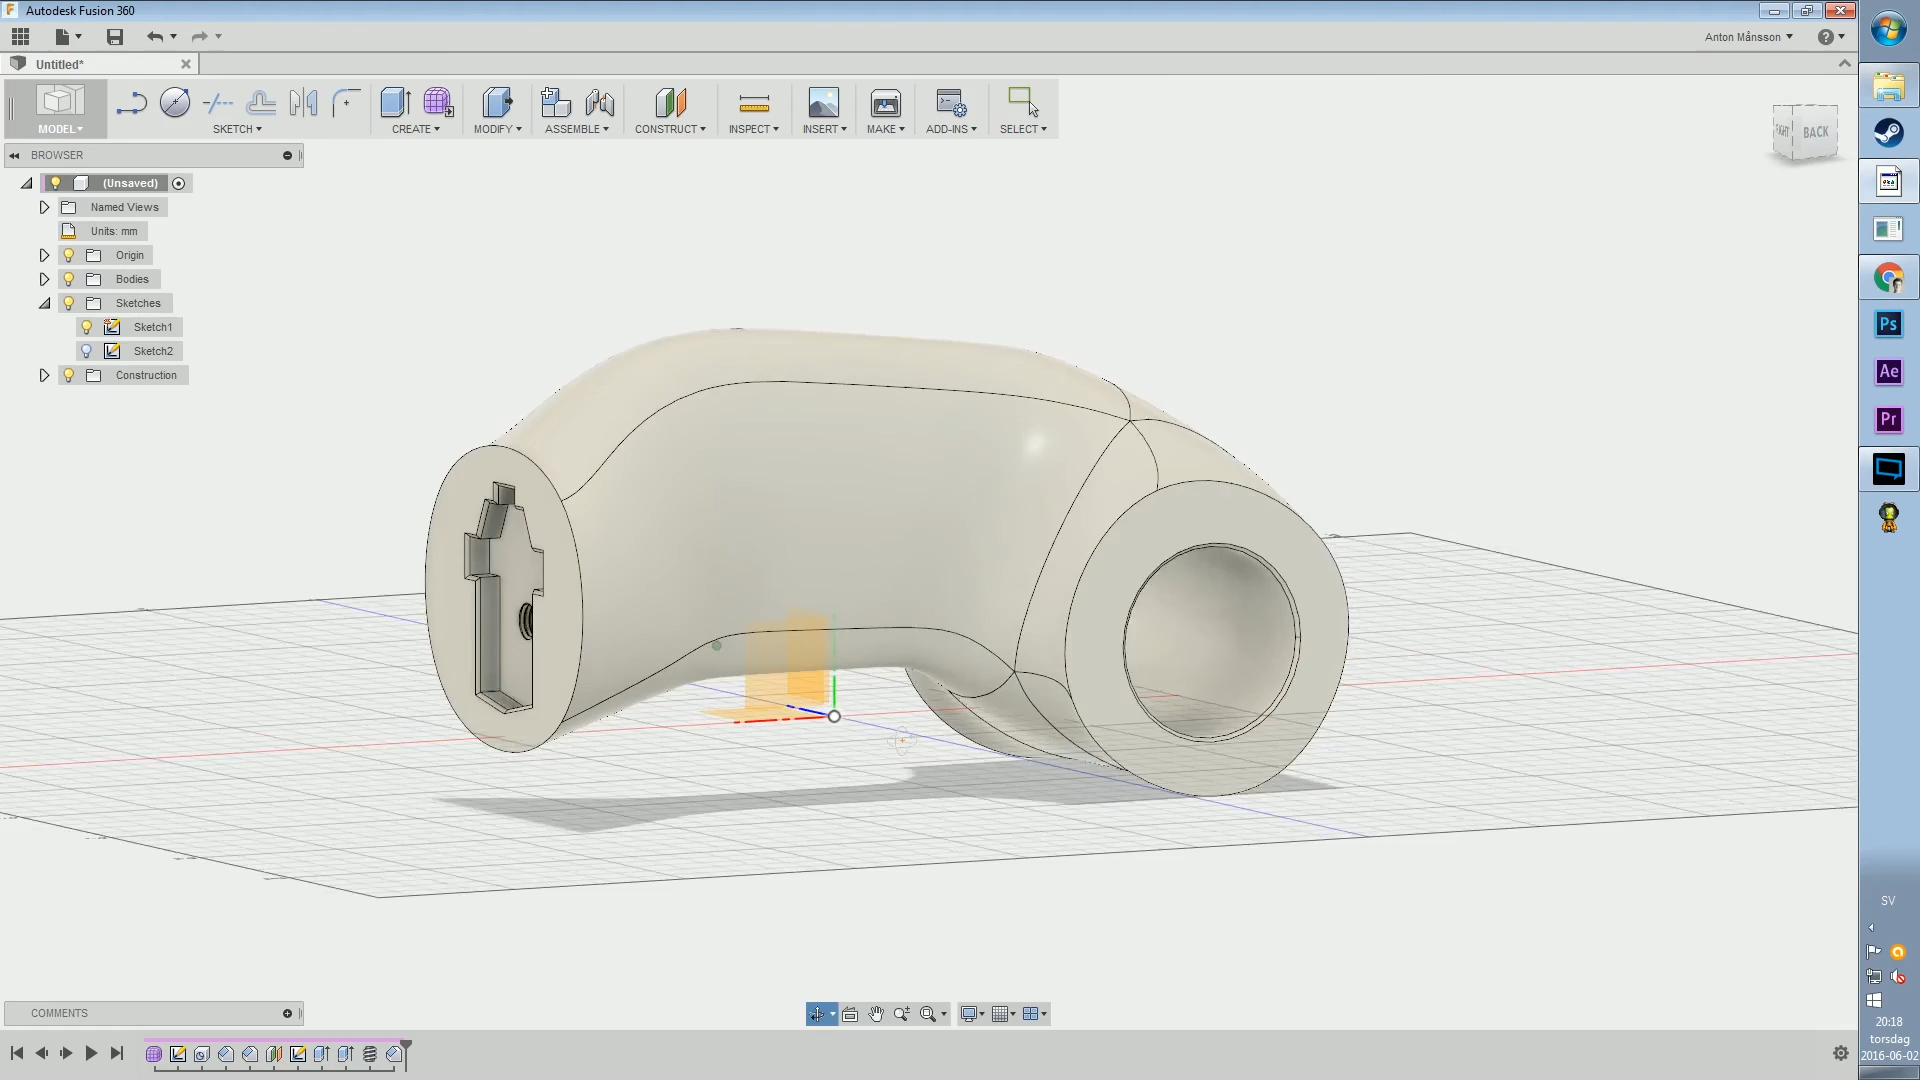 Autodesk Fusion 360
Anton Månsson
Untitled*
MODEL
SKETCH
CREATE
MODIFY
ASSEMBLE
CONSTRUCT
INSPECT
INSERT
MAKE
ADD-INS
SELECT
BACK
BROWSER
(Unsaved)
Named Views
Units: mm
Origin
Bodies
Sketches
Sketch1
Sketch2
Construction
Ps
Ae
Pr
SV
COMMENTS
20:18
torsdag
2016-06-02